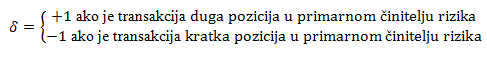 δ = { +1 ako je transakcija duga pozicija u primarnom činitelju rizika
−1 ako je transakcija kratka pozicija u primarnom činitelju rizika